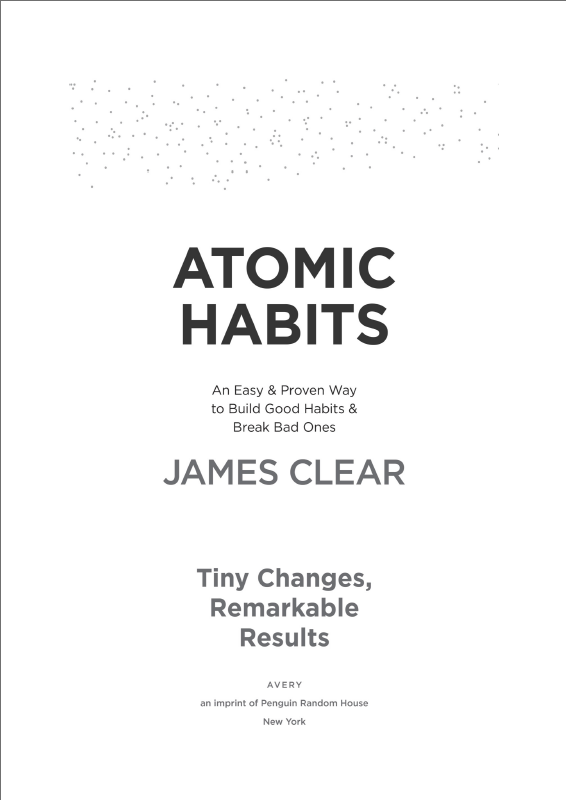 ATOMIC
HABITS
An Easy & Proven Way
to Build Good Habits &
Break Bad Ones
JAMES CLEAR
Tiny Changes,
Remarkable
Results
AVERY
an imprint of Penguin Random House
New York